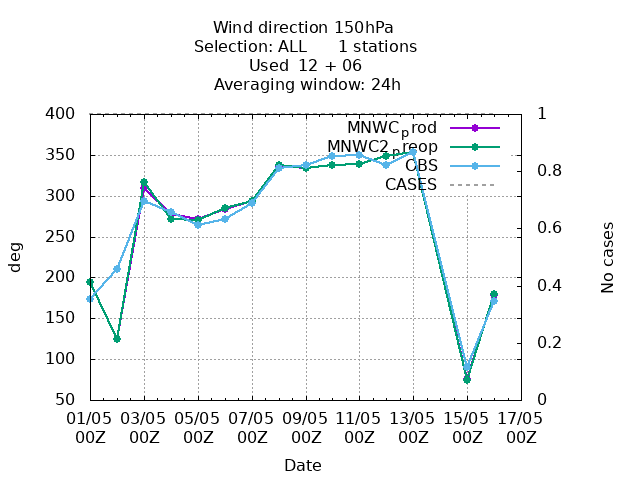 Wind direction 150hPa
Selection: ALL      1 stations
Used  12 + 06
Averaging window: 24h
400
350
300
250
200
150
100
50
deg
1
0.8
0.6
0.4
0.2
0
No cases
MNWCprod
MNWC2preop
OBS
CASES
01/05 03/05 05/05 07/05 09/05 11/05 13/05 15/05 17/05
00Z 00Z 00Z 00Z 00Z 00Z 00Z 00Z 00Z
Date